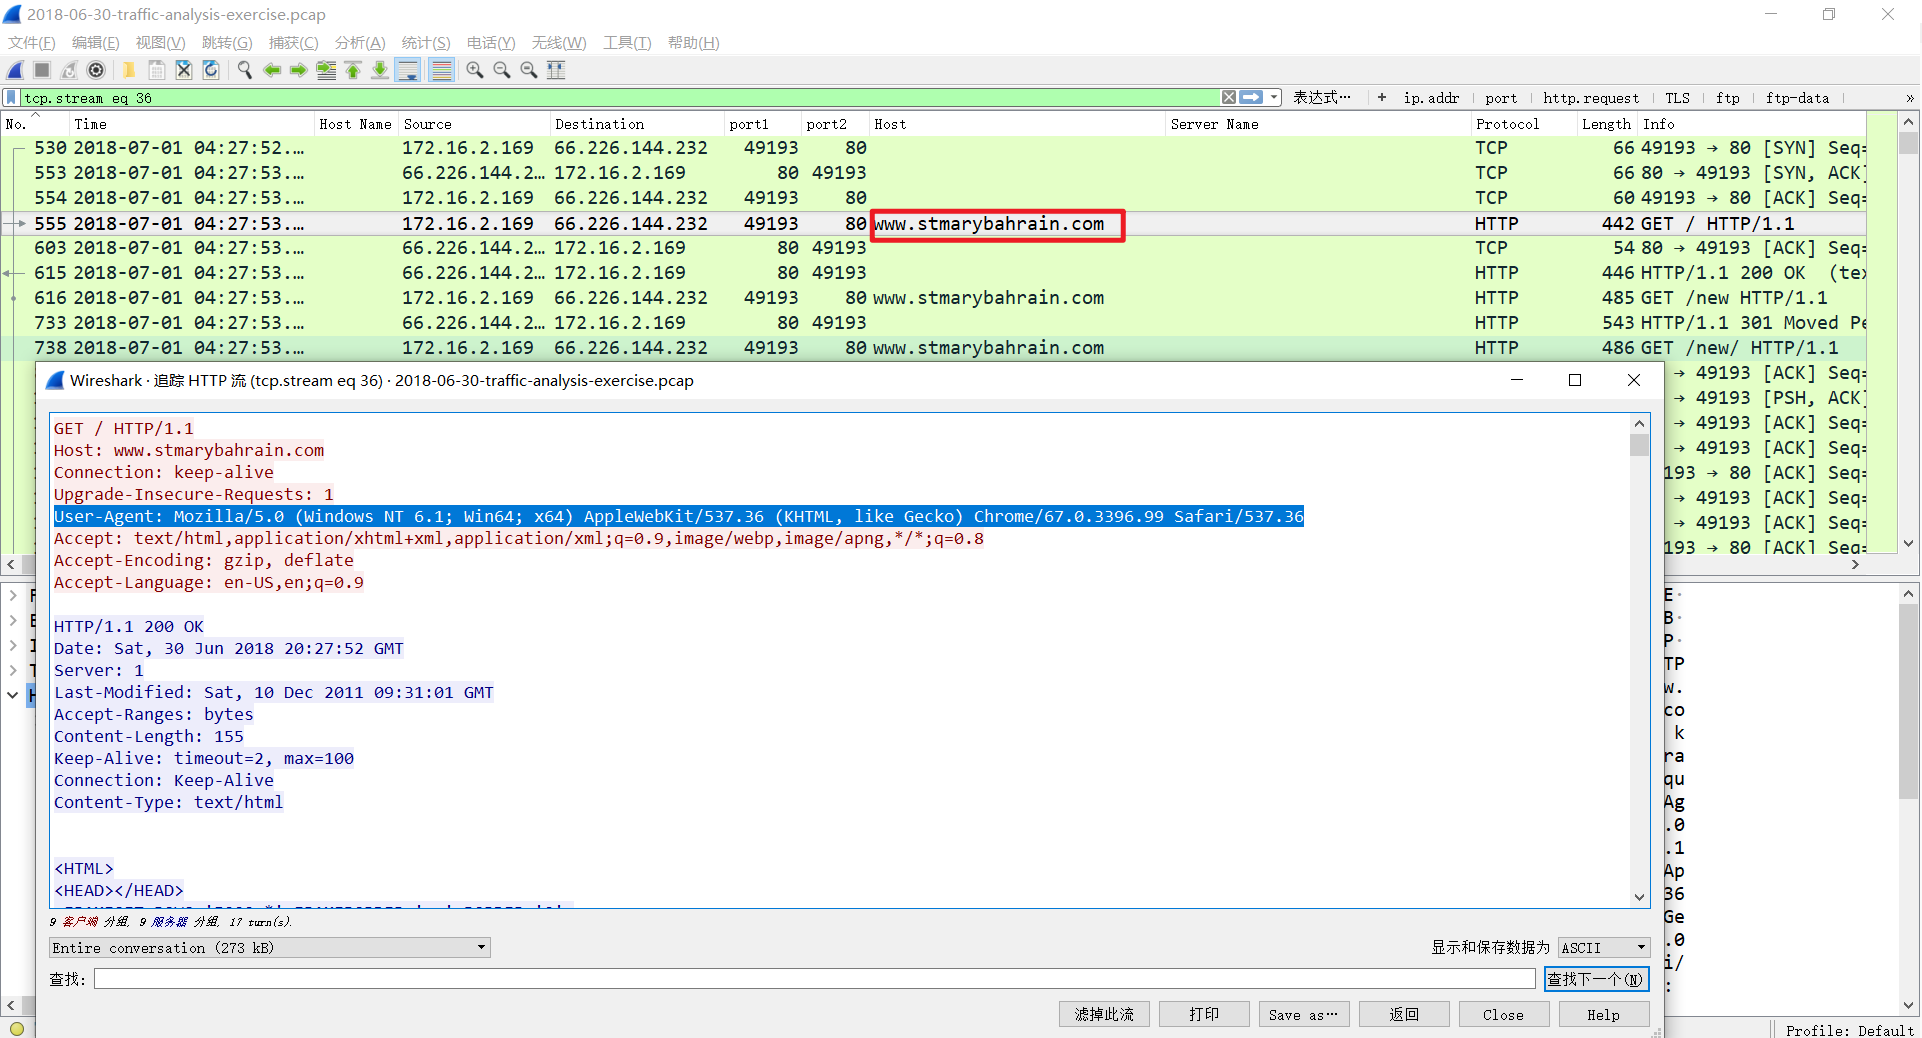 2018-06-30-traffic-analysis-exercise.pcap
文件(F) 编辑(E) 视图(V) 跳转(G) 捕获(C) 分析(A) 统计(S) 电话(Y) 无线(W) 工具(T) 帮助(H)
tcp.stream eq 36 表达式… + ip.addr port http.request TLS ftp ftp-data »
No. Time Host Name Source Destination port1 port2 Host Server Name Protocol Length Info
530 2018-07-01 04:27:52.… 172.16.2.169 66.226.144.232 49193 80 TCP 66 49193 → 80 [SYN] Seq=
553 2018-07-01 04:27:53.… 66.226.144.2… 172.16.2.169 80 49193 TCP 66 80 → 49193 [SYN, ACK]
554 2018-07-01 04:27:53.… 172.16.2.169 66.226.144.232 49193 80 TCP 60 49193 → 80 [ACK] Seq=
555 2018-07-01 04:27:53.… 172.16.2.169 66.226.144.232 49193 80 www.stmarybahrain.com HTTP 442 GET / HTTP/1.1
603 2018-07-01 04:27:53.… 66.226.144.2… 172.16.2.169 80 49193 TCP 54 80 → 49193 [ACK] Seq=
615 2018-07-01 04:27:53.… 66.226.144.2… 172.16.2.169 80 49193 HTTP 446 HTTP/1.1 200 OK (tex
616 2018-07-01 04:27:53.… 172.16.2.169 66.226.144.232 49193 80 www.stmarybahrain.com HTTP 485 GET /new HTTP/1.1
733 2018-07-01 04:27:53.… 66.226.144.2… 172.16.2.169 80 49193 HTTP 543 HTTP/1.1 301 Moved Pe
738 2018-07-01 04:27:53.… 172.16.2.169 66.226.144.232 49193 80 www.stmarybahrain.com HTTP 486 GET /new/ HTTP/1.1
→ 49193 [ACK] Seq=
→ 49193 [PSH, ACK]
→ 49193 [ACK] Seq=
→ 49193 [ACK] Seq=
193 → 80 [ACK] Seq=
→ 49193 [ACK] Seq=
→ 49193 [ACK] Seq=
→ 80 [ACK] Seq=
Wireshark · 追踪 HTTP 流 (tcp.stream eq 36) · 2018-06-30-traffic-analysis-exercise.pcap
GET / HTTP/1.1
Host: www.stmarybahrain.com
Connection: keep-alive
Upgrade-Insecure-Requests: 1
User-Agent: Mozilla/5.0 (Windows NT 6.1; Win64; x64) AppleWebKit/537.36 (KHTML, like Gecko) Chrome/67.0.3396.99 Safari/537.36
Accept: text/html,application/xhtml+xml,application/xml;q=0.9,image/webp,image/apng,*/*;q=0.8
Accept-Encoding: gzip, deflate
Accept-Language: en-US,en;q=0.9
HTTP/1.1 200 OK
Date: Sat, 30 Jun 2018 20:27:52 GMT
Server: 1
Last-Modified: Sat, 10 Dec 2011 09:31:01 GMT
Accept-Ranges: bytes
Content-Length: 155
Keep-Alive: timeout=2, max=100
Connection: Keep-Alive
Content-Type: text/html
<HTML>
<HEAD></HEAD>
9 客户端 分组, 9 服务器 分组, 17 turn(s).
Entire conversation (273 kB) 显示和保存数据为 ASCII
查找: 查找下一个(N)
滤掉此流 打印 Save as… 返回 Close Help
E·
B·
P·
TP
w.
co
k
ra
qu
Ag
.0
.1
Ap
36
Ge
.0
i/
:
Profile: Default